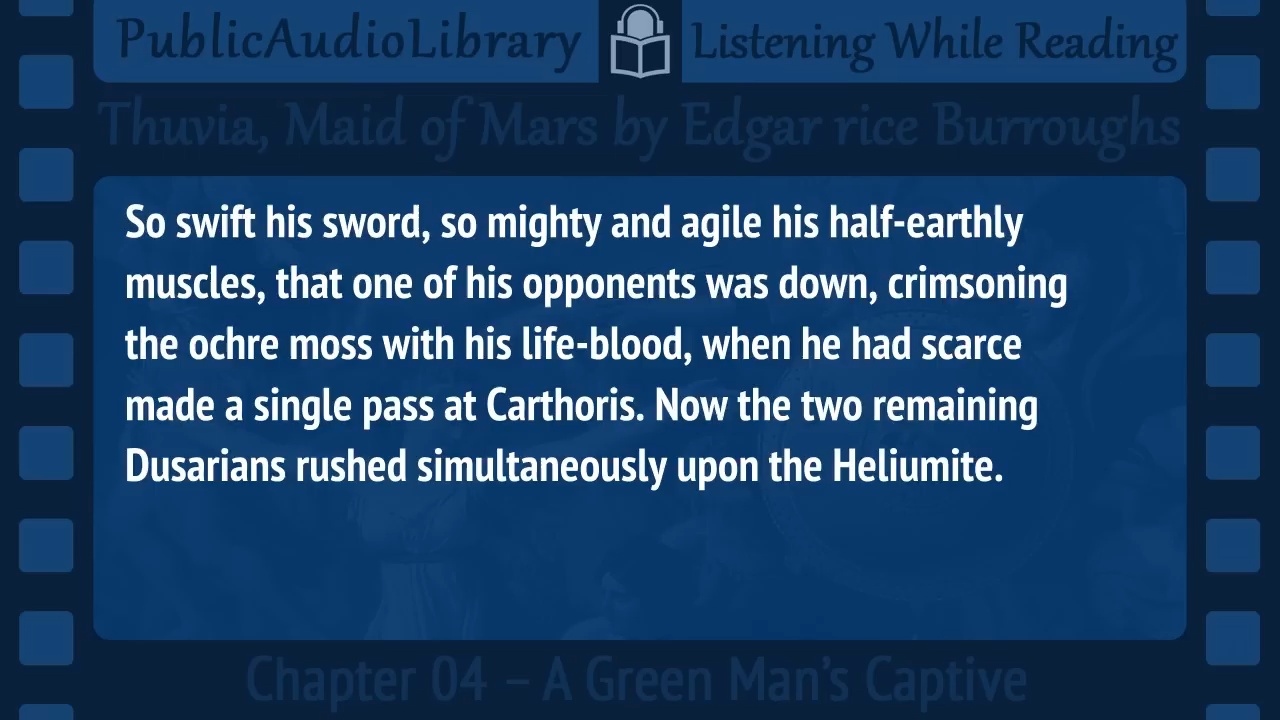 PublicAudioLibrary Listening While Reading
Thuvia, Maid of Mars by Edgar rice Burroughs
So swift his sword, so mighty and agile his half-earthly
muscles, that one of his opponents was down, crimsoning
the ochre moss with his life-blood, when he had scarce
made a single pass at Carthoris. Now the two remaining
Dusarians rushed simultaneously upon the Heliumite.
Chapter 04 – A Green Man's Captive